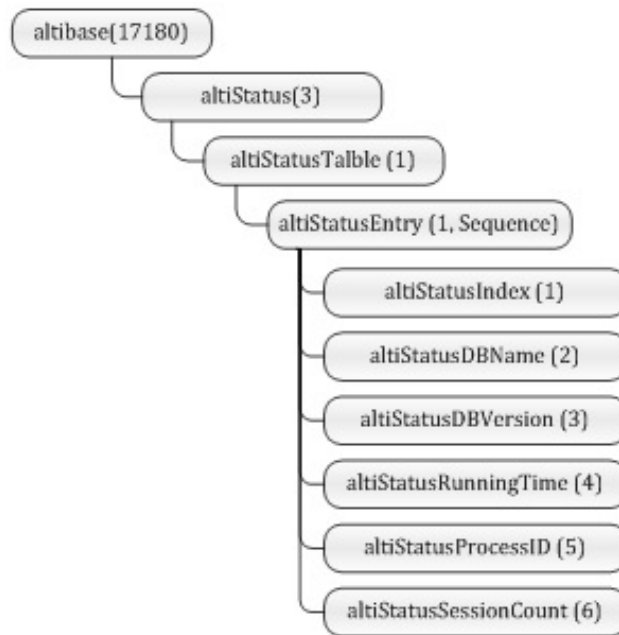 altibase(17180)
altiStatus(3)
altiStatusTalble (1)
altiStatusEntry (1, Sequence)
altiStatusIndex (1)
altiStatusDBName (2)
altiStatusDBVersion (3)
altiStatusRunningTime (4)
altiStatusProcessID (5)
altiStatusSessionCount (6)